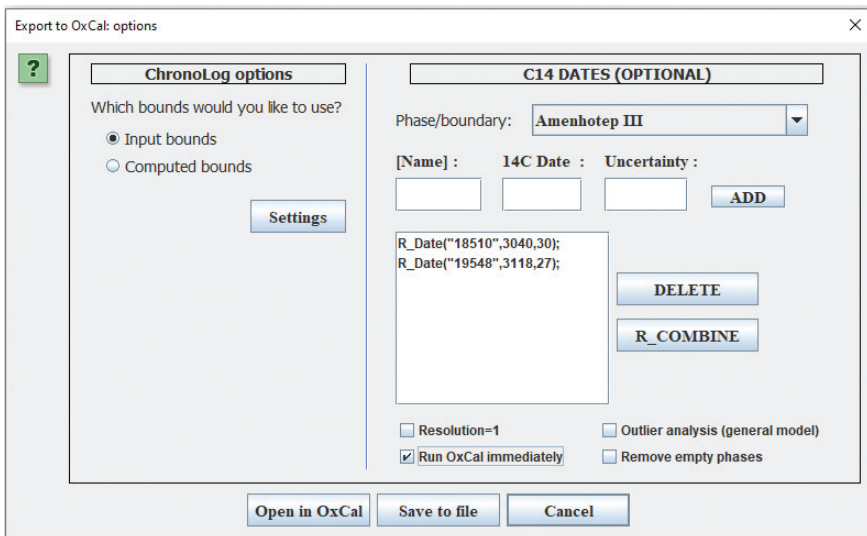 Export to OxCal: options
?
ChronoLog options
Which bounds would you like to use?
Input bounds
Computed bounds
Settings
C14 DATES (OPTIONAL)
Phase/boundary: Amenhotep III
[Name] : 14C Date : Uncertainty :
ADD
R_Date("18510",3040,30);
R_Date("19548",3118,27);
DELETE
R_COMBINE
Resolution=1 Outlier analysis (general model)
Run OxCal immediately Remove empty phases
Open in OxCal Save to file Cancel